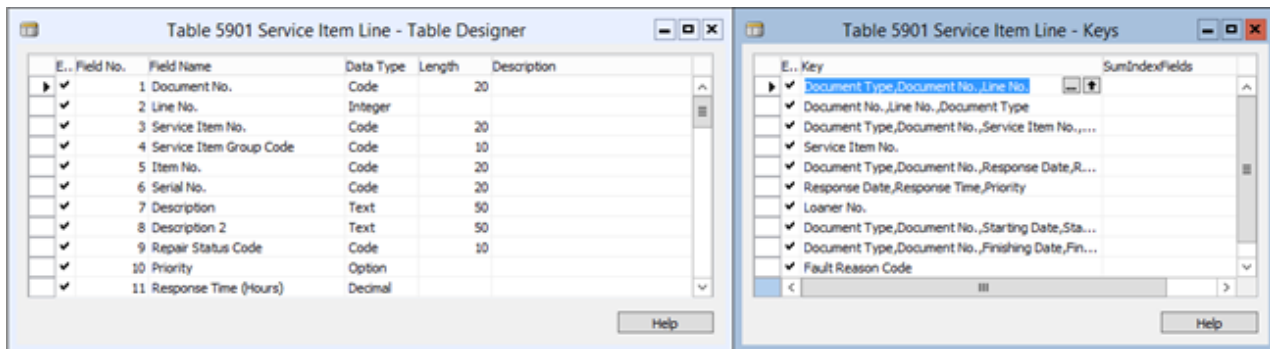 Table 5901 Service Item Line - Table Designer
E.. Field No. Field Name Data Type Length Description
1 Document No. Code 20
2 Line No. Integer
3 Service Item No. Code 20
4 Service Item Group Code Code 10
5 Item No. Code 20
6 Serial No. Code 20
7 Description Text 50
8 Description 2 Text 50
9 Repair Status Code Code 10
10 Priority Option
11 Response Time (Hours) Decimal
Help
Table 5901 Service Item Line - Keys
E.. Key SumIndexFields
Document Type,Document No.,Line No.
Document No.,Line No.,Document Type
Document Type,Document No.,Service Item No.,...
Service Item No.
Document Type,Document No.,Response Date,R...
Response Date,Response Time,Priority
Loaner No.
Document Type,Document No.,Starting Date,Sta...
Document Type,Document No.,Finishing Date,Fin...
Fault Reason Code
Help